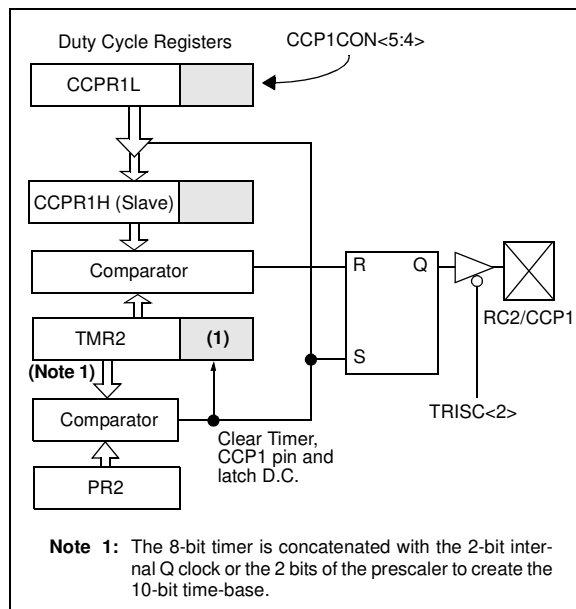 Duty Cycle Registers
CCP1CON<5:4>
CCPR1L
CCPR1H (Slave)
Comparator
R
Q
RC2/CCP1
TMR2
(1)
(Note 1)
S
TRISC<2>
Comparator
Clear Timer,
CCP1 pin and
latch D.C.
PR2
Note 1: The 8-bit timer is concatenated with the 2-bit inter-
nal Q clock or the 2 bits of the prescaler to create the
10-bit time-base.